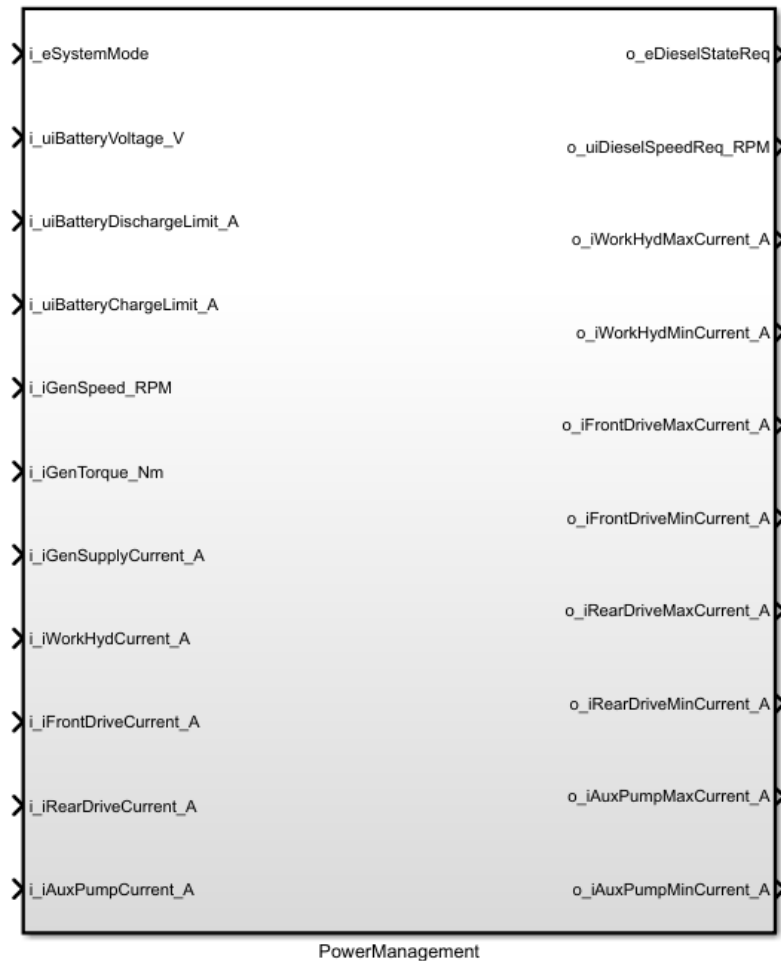 i_eSystemMode
i_uiBatteryVoltage_V
i_uiBatteryDischargeLimit_A
i_uiBatteryChargeLimit_A
i_iGenSpeed_RPM
i_iGenTorque_Nm
i_iGenSupplyCurrent_A
i_iWorkHydCurrent_A
i_iFrontDriveCurrent_A
i_iRearDriveCurrent_A
i_iAuxPumpCurrent_A
o_eDieselStateReq
o_uiDieselSpeedReq_RPM
o_iWorkHydMaxCurrent_A
o_iWorkHydMinCurrent_A
o_iFrontDriveMaxCurrent_A
o_iFrontDriveMinCurrent_A
o_iRearDriveMaxCurrent_A
o_iRearDriveMinCurrent_A
o_iAuxPumpMaxCurrent_A
o_iAuxPumpMinCurrent_A
PowerManagement